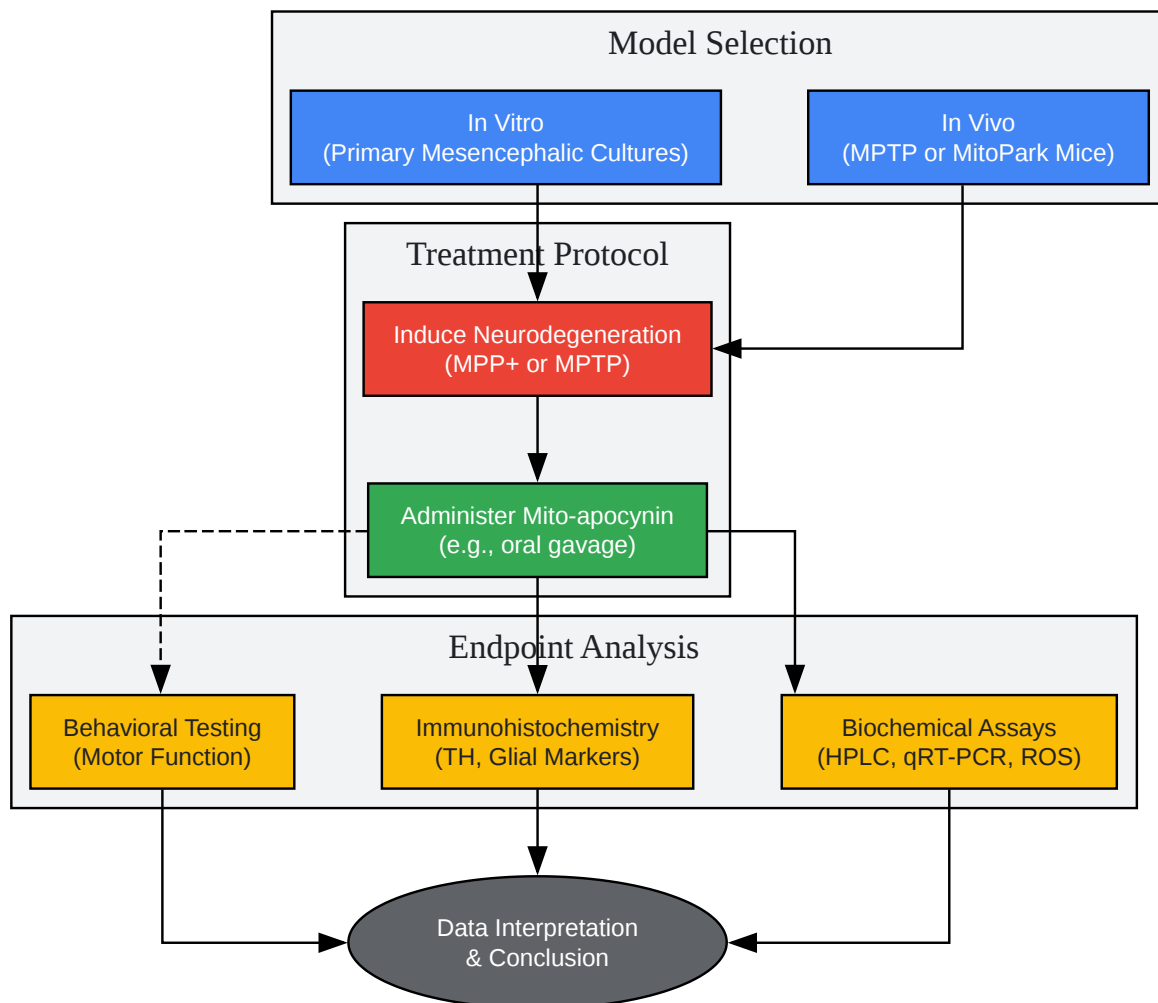 Model Selection
In Vitro
(Primary Mesencephalic Cultures)
In Vivo
(MPTP or MitoPark Mice)
Treatment Protocol
Induce Neurodegeneration
(MPP+ or MPTP)
Administer Mito-apocynin
(e.g., oral gavage)
Endpoint Analysis
Behavioral Testing
(Motor Function)
Immunohistochemistry
(TH, Glial Markers)
Biochemical Assays
(HPLC, qRT-PCR, ROS)
Data Interpretation
& Conclusion